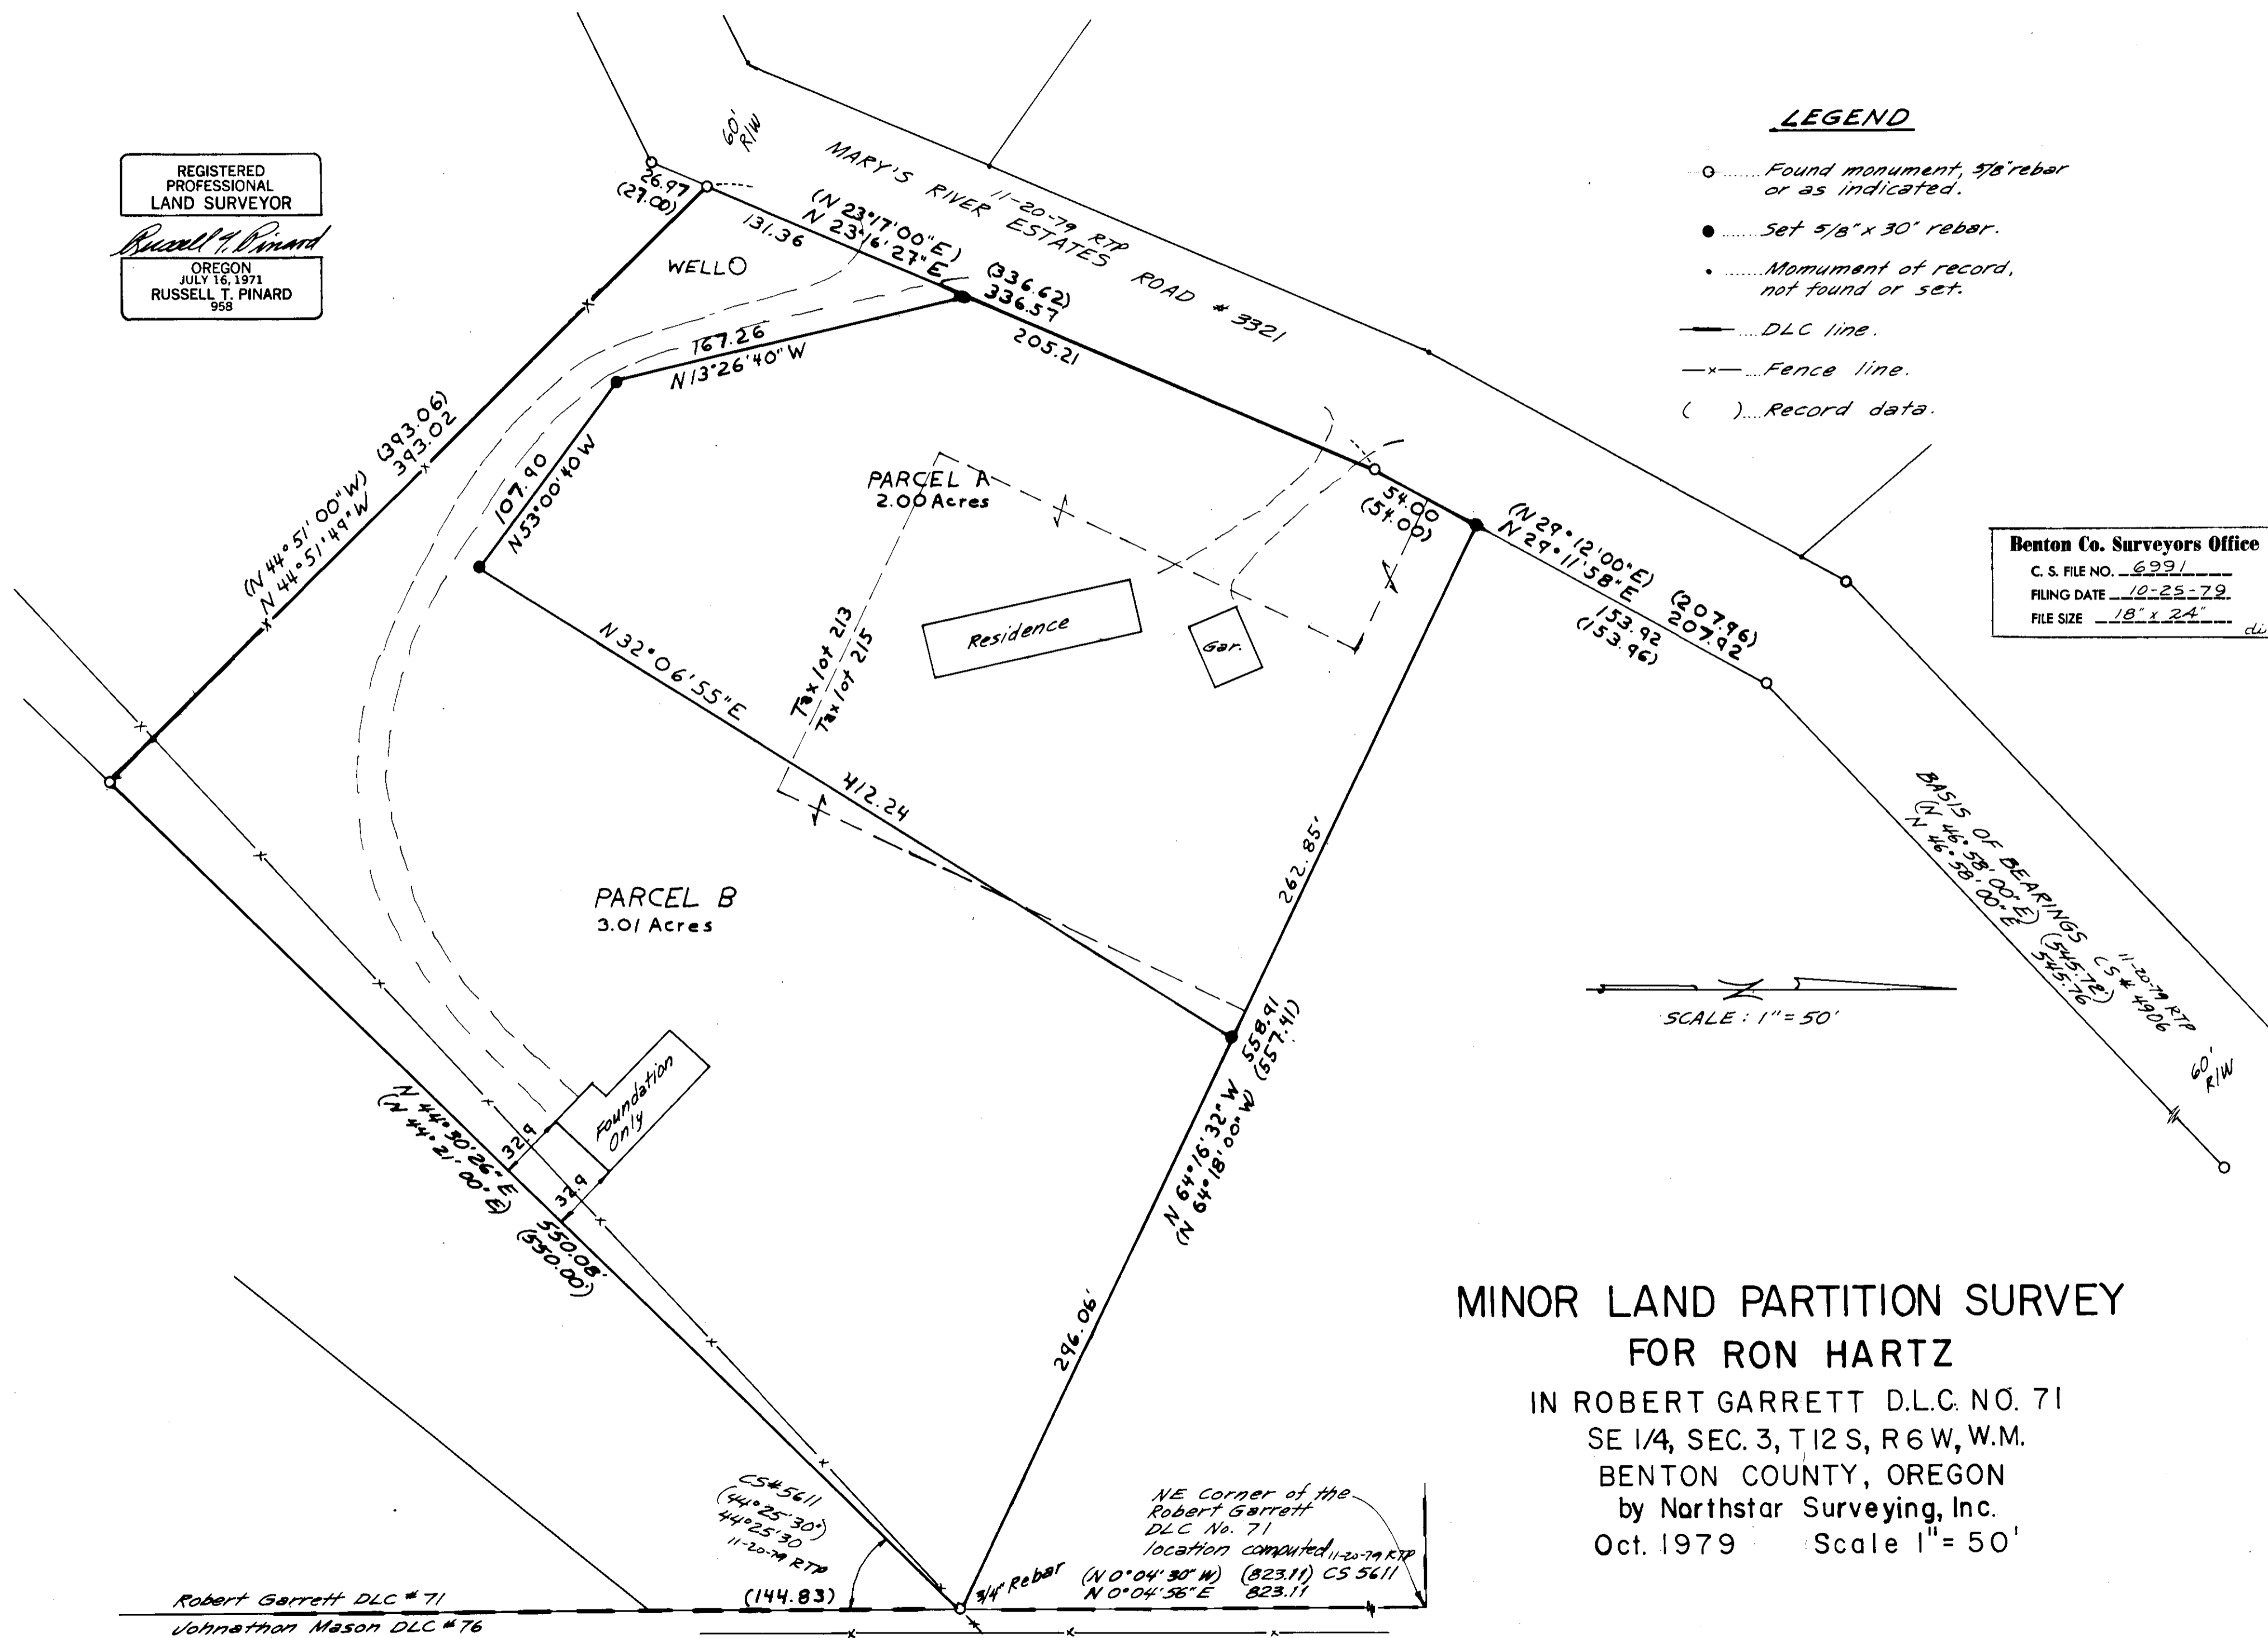 REGISTERED
PROFESSIONAL
LAND SURVEYOR
Russell T. Pinard
OREGON
JULY 16, 1971
RUSSELL T. PINARD
958
60'
R/W
MARY'S RIVER ESTATES ROAD # 3321
11-20-79 RTP
26.97
(27.00)
131.36
(N 23°17'00"E)
N 23°16'27"E
(336.62)
336.57
205.21
WELL
167.26
N 13°26'40" W
107.90
N 53°00'40 W
(N 44°51'00"W) (393.06)
N 44°51'49"W 393.02
PARCEL A
2.00 Acres
54.00
(54.00)
(N 29°12'00"E) (207.96)
N 29°11'58"E 207.92
153.92
(153.96)
Residence
Gar.
Tax lot 213
Tax lot 215
N 32°06'55"E
412.24
262.85'
PARCEL B
3.01 Acres
Foundation
Only
32.9
32.9
N 44°30'26"E
(N 44°21'00"E)
550.08'
(550.00')
N 64°16'32" W 558.91
(N 64°18'00" W) (557.41)
296.06'
LEGEND
Found monument, 5/8" rebar
or as indicated.
Set 5/8" x 30" rebar.
Momument of record,
not found or set.
DLC line.
Fence line.
( ).... Record data.
Benton Co. Surveyors Office
C. S. FILE NO. 6991
FILING DATE 10-25-79
FILE SIZE 18" x 24"
BASIS OF BEARINGS CS # 4906
11-20-79 RTP
(N 46°58'00"E) (545.72)
N 46°58'00"E 545.76
60'
R/W
SCALE: 1"=50'
MINOR LAND PARTITION SURVEY
FOR RON HARTZ
IN ROBERT GARRETT D.L.C. NO. 71
SE 1/4, SEC. 3, T 12 S, R 6 W, W.M.
BENTON COUNTY, OREGON
by Northstar Surveying, Inc.
Oct. 1979 Scale 1"= 50'
CS#5611
(44°25'30")
44°25'30
11-20-79 RTP
NE Corner of the
Robert Garrett
DLC No. 71
location computed 11-20-79 RTP
3/4" Rebar
(N 0°04'30" W) (823.11) CS 5611
N 0°04'56"E 823.11
(144.83)
Robert Garrett DLC #71
Johnathon Mason DLC #76